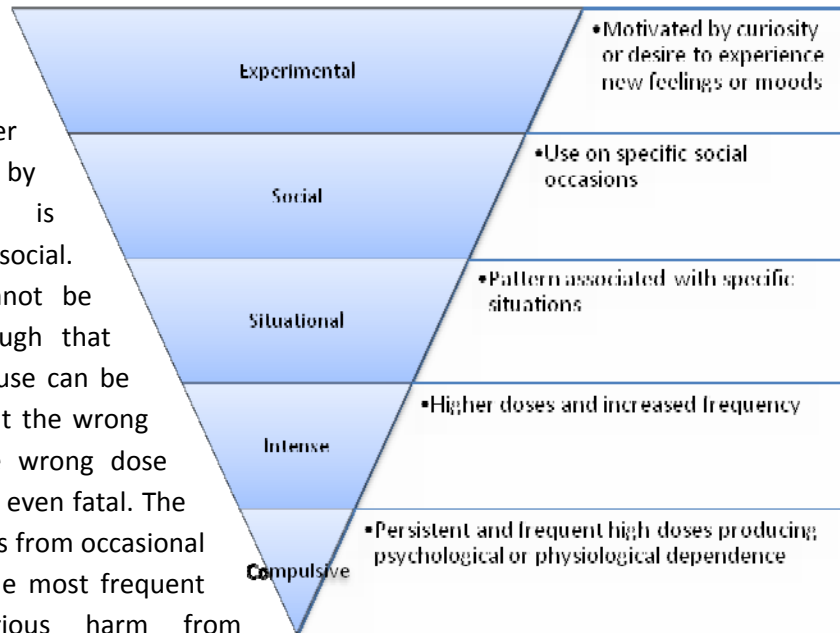 Experimental
•Motivated by curiosity
or desire to experience
new feelings or moods
Social
•Use on specific social
occasions
Situational
•Pattern associated with specific
situations
Intense
•Higher doses and increased frequency
Compulsive
•Persistent and frequent high doses producing
psychological or physiological dependence
er
by
is
social.
nnot be
ugh that
use can be
t the wrong
wrong dose
even fatal. The
s from occasional
e most frequent
rious harm from